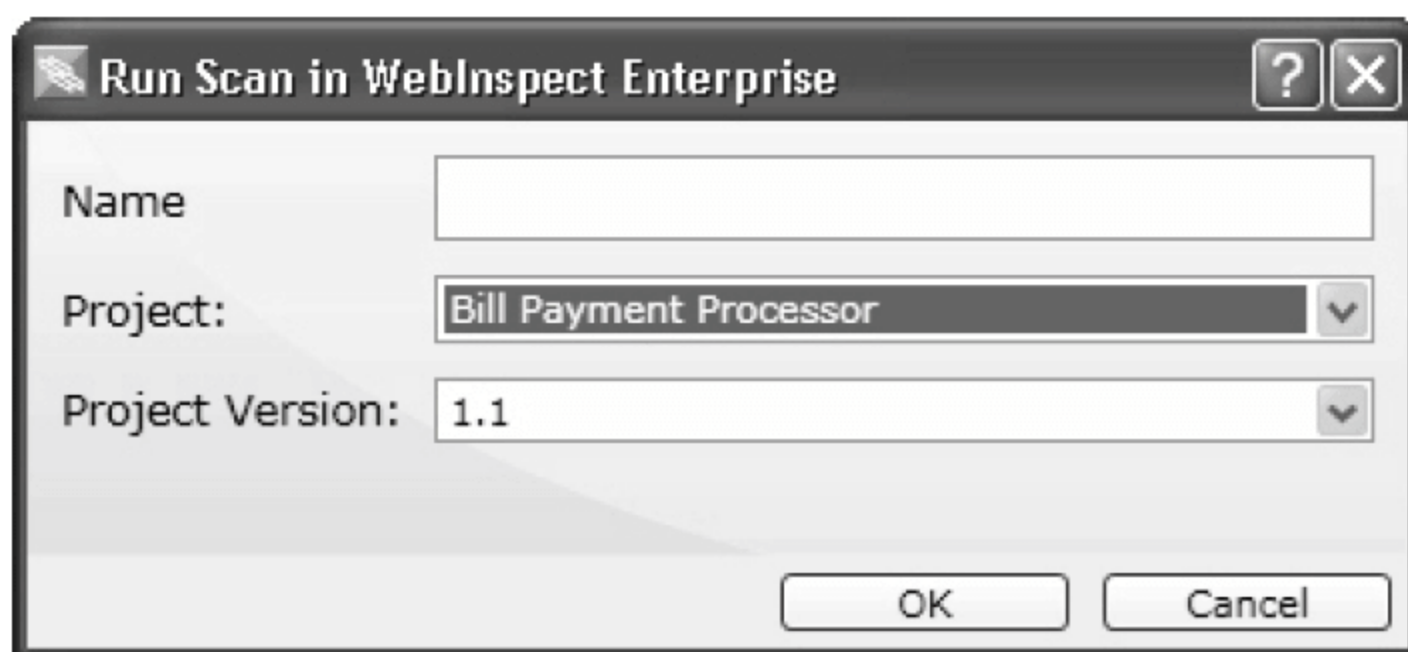 Run Scan in WebInspect Enterprise ?
Name
Project: Bill Payment Processor
Project Version: 1.1
OK Cancel